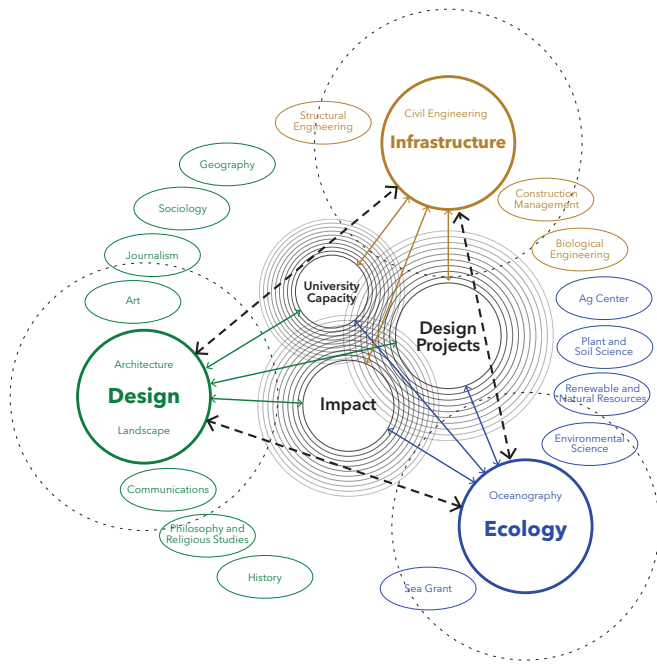 Structural
Engineering
Civil Engineering
Infrastructure
Geography
Construction
Management
Sociology
Biological
Engineering
Journalism
Art
University
Capacity
Ag Center
Design
Projects
Plant and
Soil Science
Architecture
Design
Landscape
Impact
Renewable and
Natural Resources
Environmental
Science
Communications
Oceanography
Ecology
Philosophy and
Religious Studies
History
Sea Grant